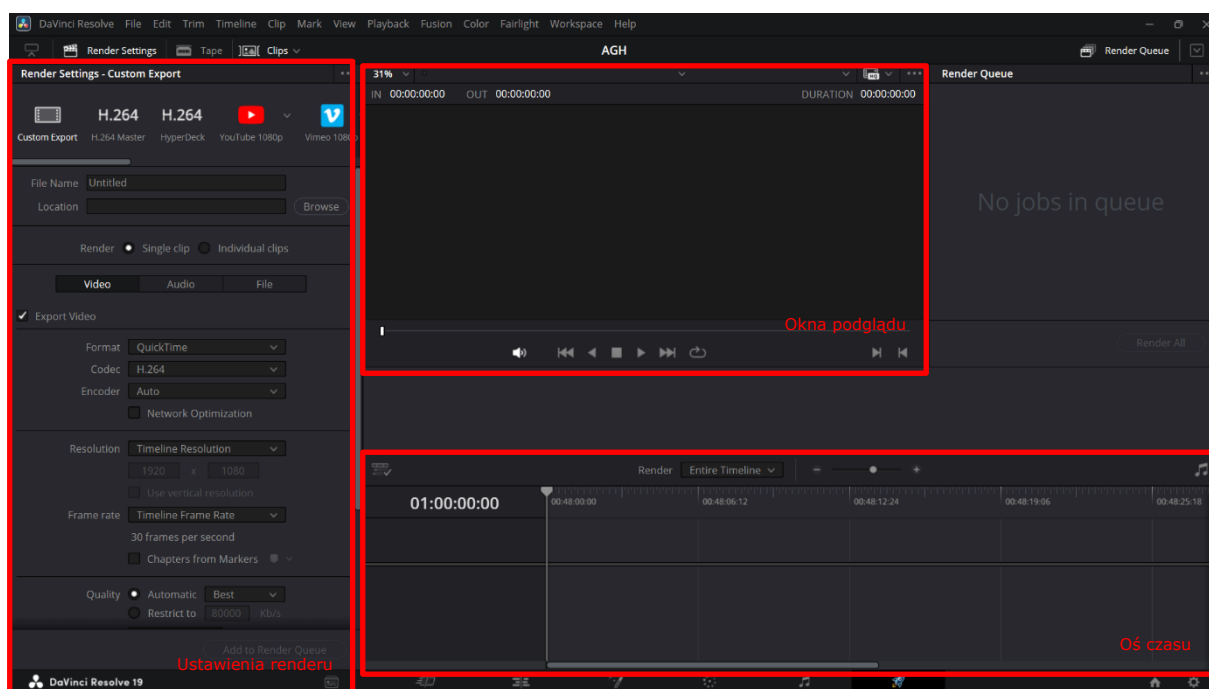 DaVinci Resolve File Edit Trim Timeline Clip Mark View Playback Fusion Color Fairlight Workspace Help
Render Settings Tape Clips AGH Render Queue
Render Settings - Custom Export
31%
Render Queue
IN 00:00:00:00 OUT 00:00:00:00 DURATION 00:00:00:00
H.264 H.264
Custom Export H.264 Master HyperDeck YouTube 1080p Vimeo 1080p
File Name Untitled
Location Browse
No jobs in queue
Render Single clip Individual clips
Video Audio File
Export Video
Okna podglądu
Format QuickTime
Render All
Codec H.264
Encoder Auto
Network Optimization
Resolution Timeline Resolution
1920 x 1080
Use vertical resolution
Render Entire Timeline
01:00:00:00 00:48:00:00 00:48:06:12 00:48:12:24 00:48:19:06 00:48:25:18
Frame rate Timeline Frame Rate
30 frames per second
Chapters from Markers
Quality Automatic Best
Restrict to 80000 Kb/s
Add to Render Queue
Oś czasu
Ustawienia renderu
DaVinci Resolve 19